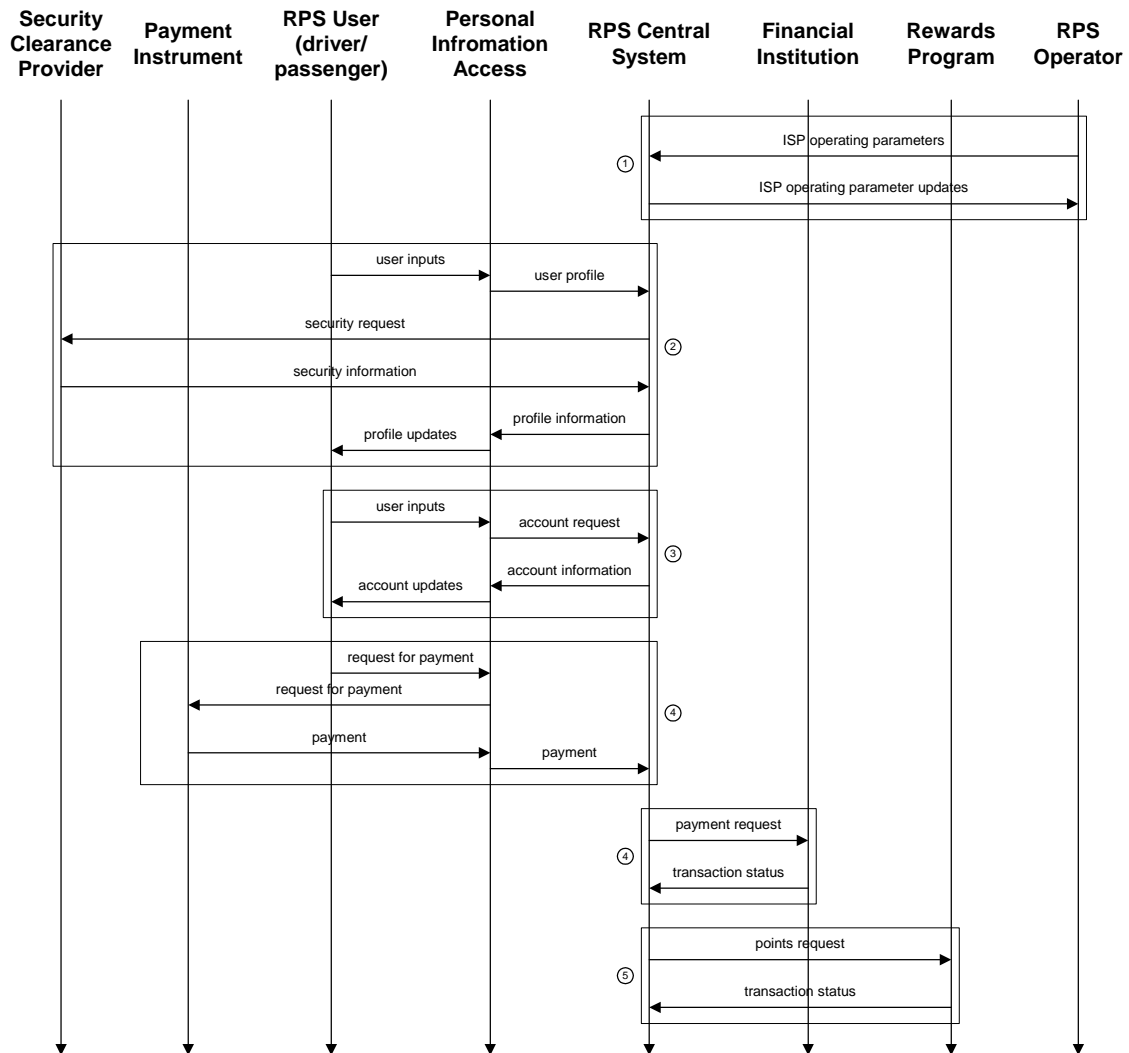 Security
Clearance
Provider
Payment
Instrument
RPS User
(driver/
passenger)
Personal
Infromation
Access
RPS Central
System
Financial
Institution
Rewards
Program
RPS
Operator
ISP operating parameters
1
ISP operating parameter updates
user inputs
user profile
security request
2
security information
profile information
profile updates
user inputs
account request
3
account information
account updates
request for payment
request for payment
4
payment
payment
payment request
4
transaction status
points request
5
transaction status